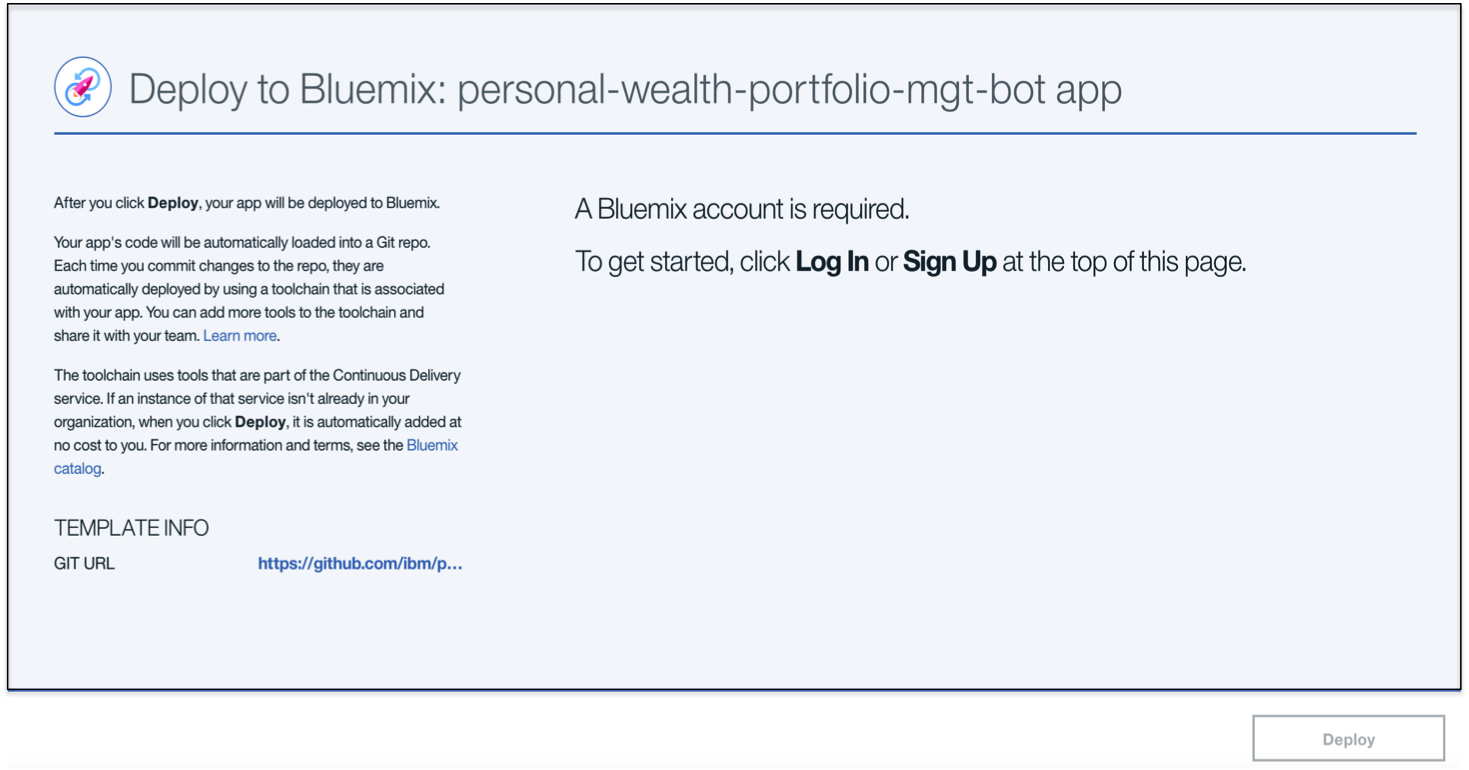 Deploy to Bluemix: personal-wealth-portfolio-mgt-bot app
After you click Deploy, your app will be deployed to Bluemix.
Your app's code will be automatically loaded into a Git repo.
Each time you commit changes to the repo, they are
automatically deployed by using a toolchain that is associated
with your app. You can add more tools to the toolchain and
share it with your team. Learn more.
The toolchain uses tools that are part of the Continuous Delivery
service. If an instance of that service isn't already in your
organization, when you click Deploy, it is automatically added at
no cost to you. For more information and terms, see the Bluemix
catalog.
TEMPLATE INFO
GIT URL https://github.com/ibm/p...
A Bluemix account is required.
To get started, click Log In or Sign Up at the top of this page.
Deploy